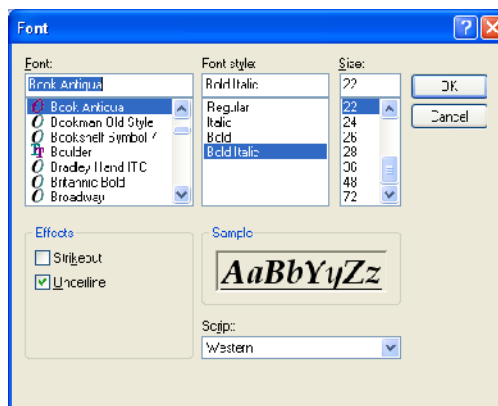 Font
Font: Font style: Size:
Book Antiqua Bold Italic 22 OK
Book Antiqua Regular 22 Cancel
Bookman Old Style Italic 24
Bookshelf Symbol 7 Bold 26
Boulder Bold Italic 28
Bradley Hand ITC 36
Britannic Bold 48
Broadway 72
Effects Sample
Strikeout
Underline
AaBbYyZz
Script:
Western